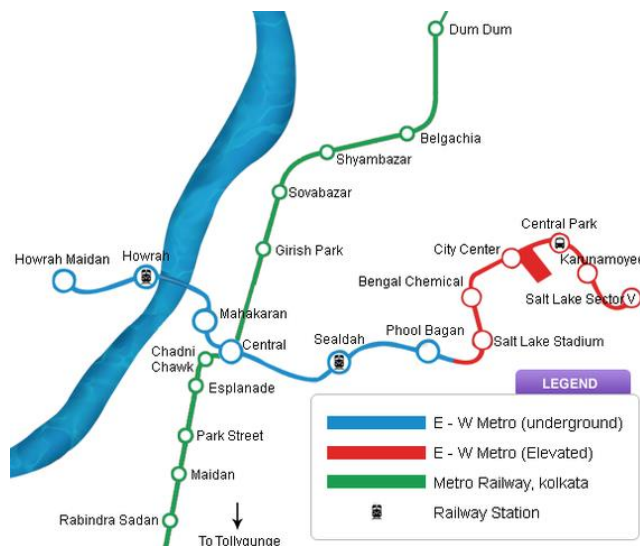 Dum Dum
Belgachia
Shyambazar
Sovabazar
Central Park
Howrah
Girish Park
City Center
Karunamoyee
Howrah Maidan
Bengal Chemical
Salt Lake Sector V
Mahakaran
Sealdah
Phool Bagan
Central
Salt Lake Stadium
Chadni
Chawk
Esplanade
LEGEND
E - W Metro (underground)
Park Street
E - W Metro (Elevated)
Maidan
Metro Railway, kolkata
Railway Station
Rabindra Sadan
To Tollygunge